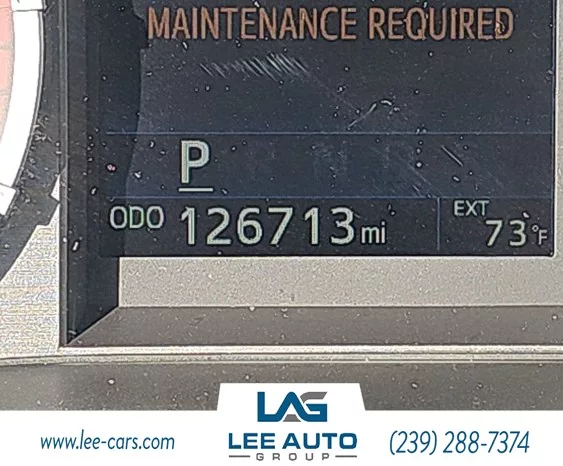 MAINTENANCE REQUIRED
P
ODO 126713 mi EXT 73°F
LAG
LEE AUTO
GROUP
www.lee-cars.com
(239) 288-7374